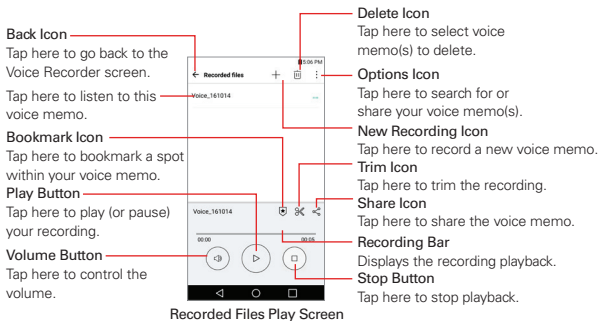 Back Icon
Tap here to go back to the
Voice Recorder screen.
Tap here to listen to this
voice memo.
Bookmark Icon
Tap here to bookmark a spot
within your voice memo.
Play Button
Tap here to play (or pause)
your recording.
Volume Button
Tap here to control the
volume.
5:06 PM
Recorded files
Voice_161014
Voice_161014
00:00
00:05
Delete Icon
Tap here to select voice
memo(s) to delete.
Options Icon
Tap here to search for or
share your voice memo(s).
New Recording Icon
Tap here to record a new voice memo.
Trim Icon
Tap here to trim the recording.
Share Icon
Tap here to share the voice memo.
Recording Bar
Displays the recording playback.
Stop Button
Tap here to stop playback.
Recorded Files Play Screen